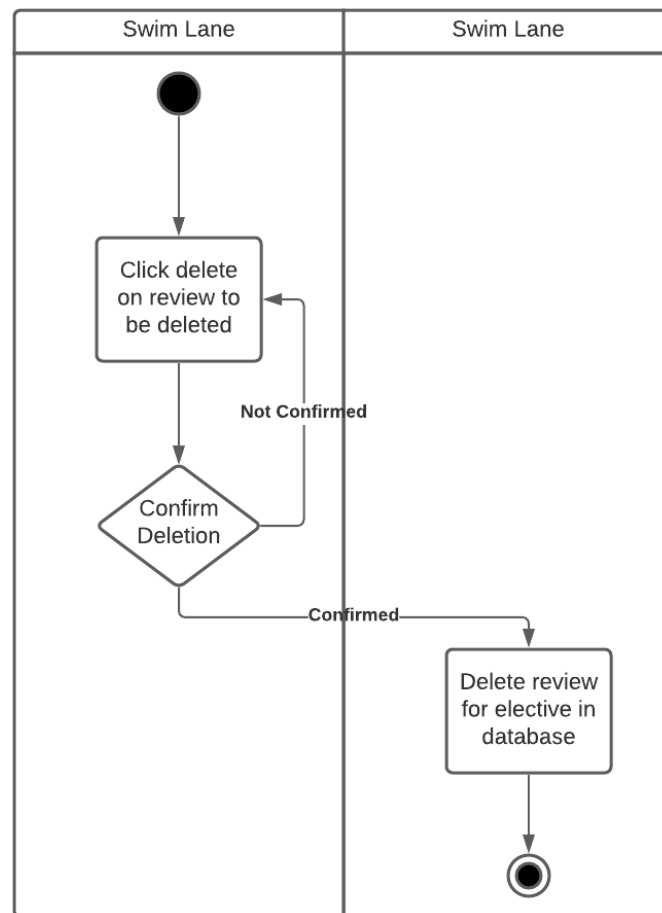 Swim Lane
Swim Lane
Click delete
on review to
be deleted
Not Confirmed
Confirm
Deletion
Confirmed
Delete review
for elective in
database